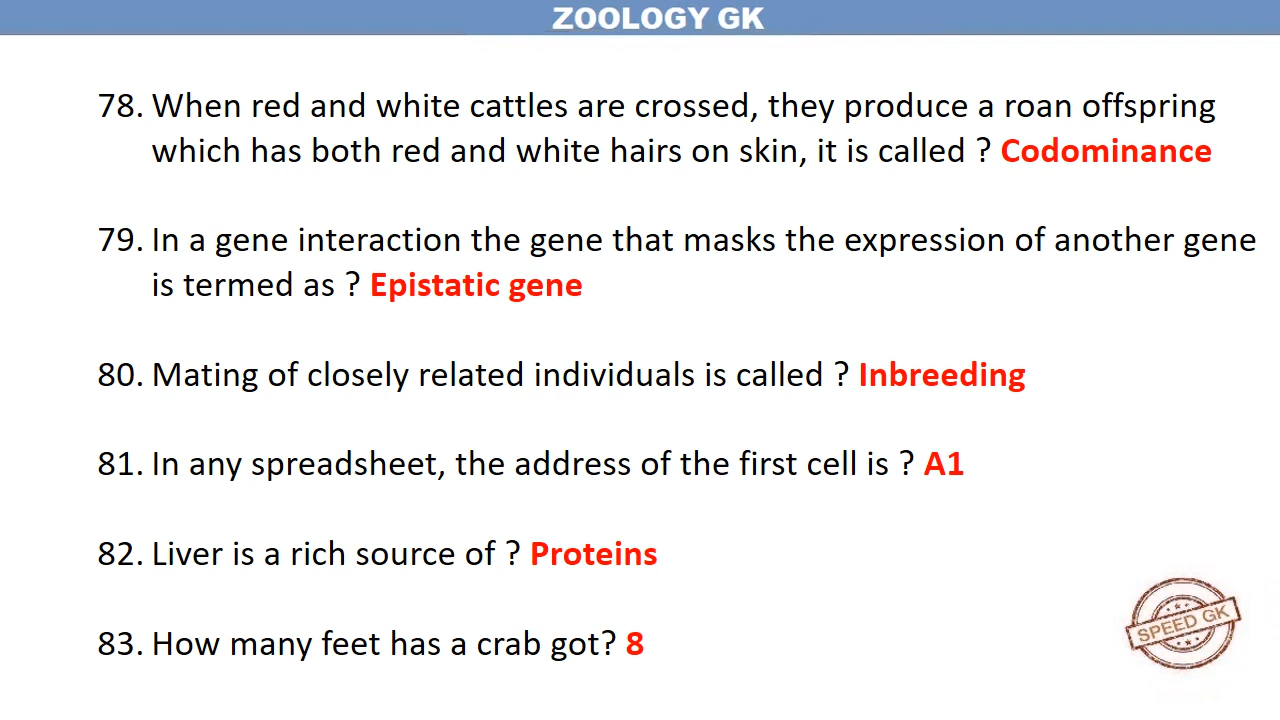 ZOOLOGY GK
78. When red and white cattles are crossed, they produce a roan offspring
which has both red and white hairs on skin, it is called ? Codominance
79. In a gene interaction the gene that masks the expression of another gene
is termed as ? Epistatic gene
80. Mating of closely related individuals is called ? Inbreeding
81. In any spreadsheet, the address of the first cell is ? A1
82. Liver is a rich source of ? Proteins
83. How many feet has a crab got? 8
SPEED GK